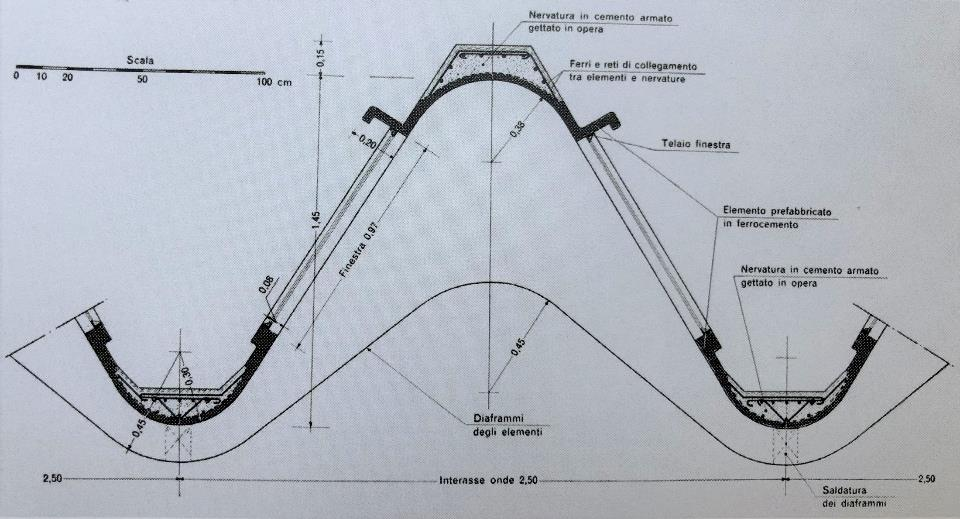 Nervatura in cemento armato
gettato in opera
Scala
0 10 20 50 100 cm
0,15
Ferri e reti di collegamento
tra elementi e nervature
0,38
0,20
Telaio finestra
1,45
Finestra 0,97
Elemento prefabbricato
in ferrocemento
0,08
Nervatura in cemento armato
gettato in opera
0,45
0,30
0,45
Diaframmi
degli elementi
2,50 Interasse onde 2,50 2,50
Saldatura
dei diaframmi